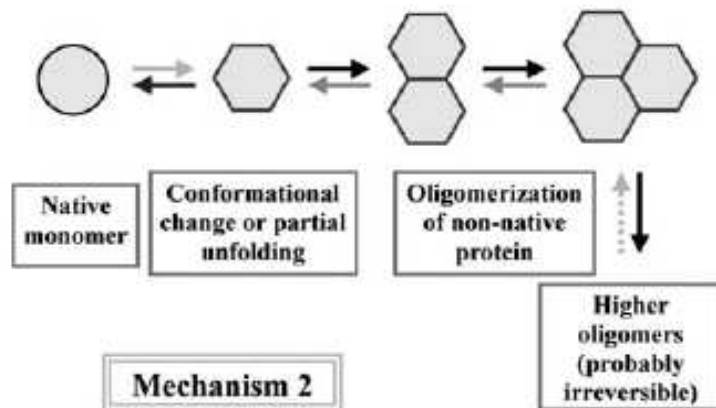 Native
monomer
Conformational
change or partial
unfolding
Oligomerization
of non-native
protein
Higher
oligomers
(probably
irreversible)
Mechanism 2